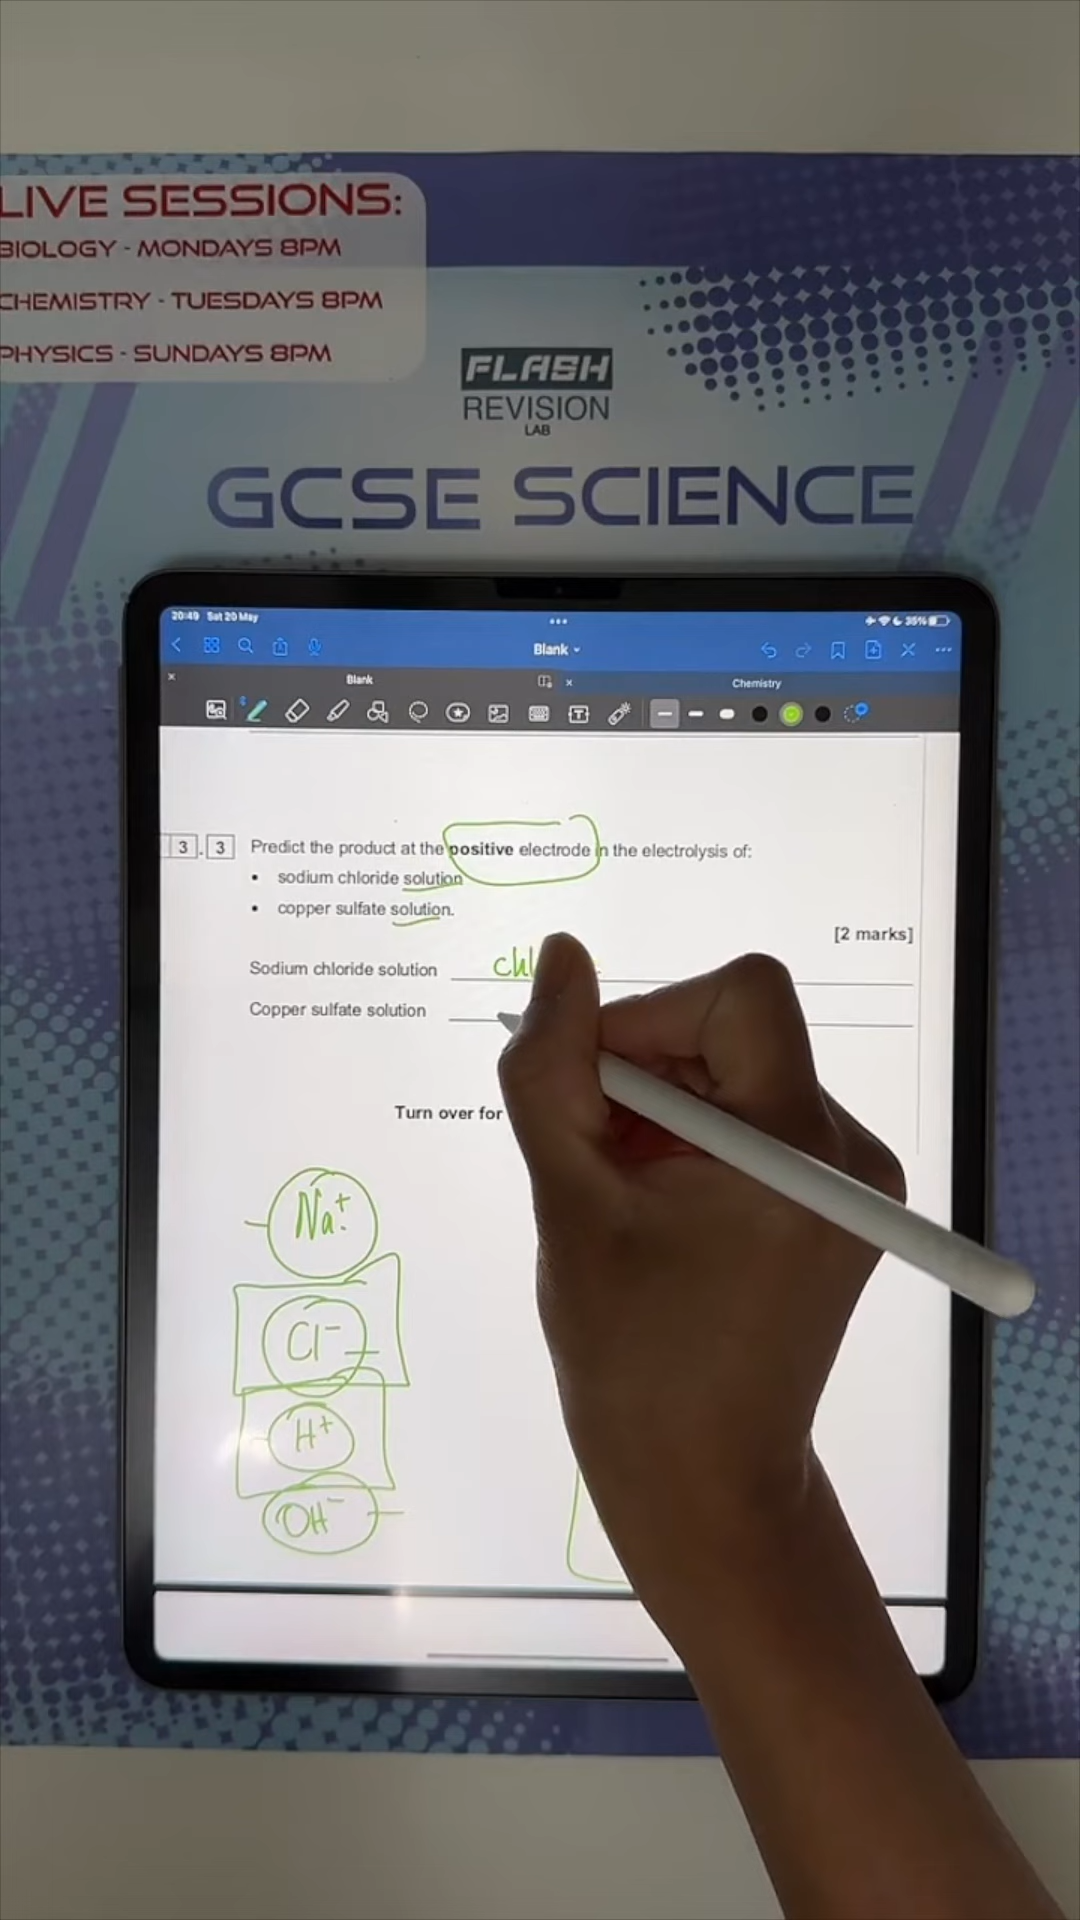 LIVE SESSIONS:
BIOLOGY - MONDAYS 8PM
CHEMISTRY - TUESDAYS 8PM
PHYSICS - SUNDAYS 8PM
FLASH
REVISION
LAB
GCSE SCIENCE
20:49 Sat 20 May
35%
Blank
Blank
Chemistry
3 . 3 Predict the product at the positive electrode in the electrolysis of:
• sodium chloride solution
• copper sulfate solution.
[2 marks]
Sodium chloride solution
Copper sulfate solution
Turn over for
Na+
Cl-
H+
OH-